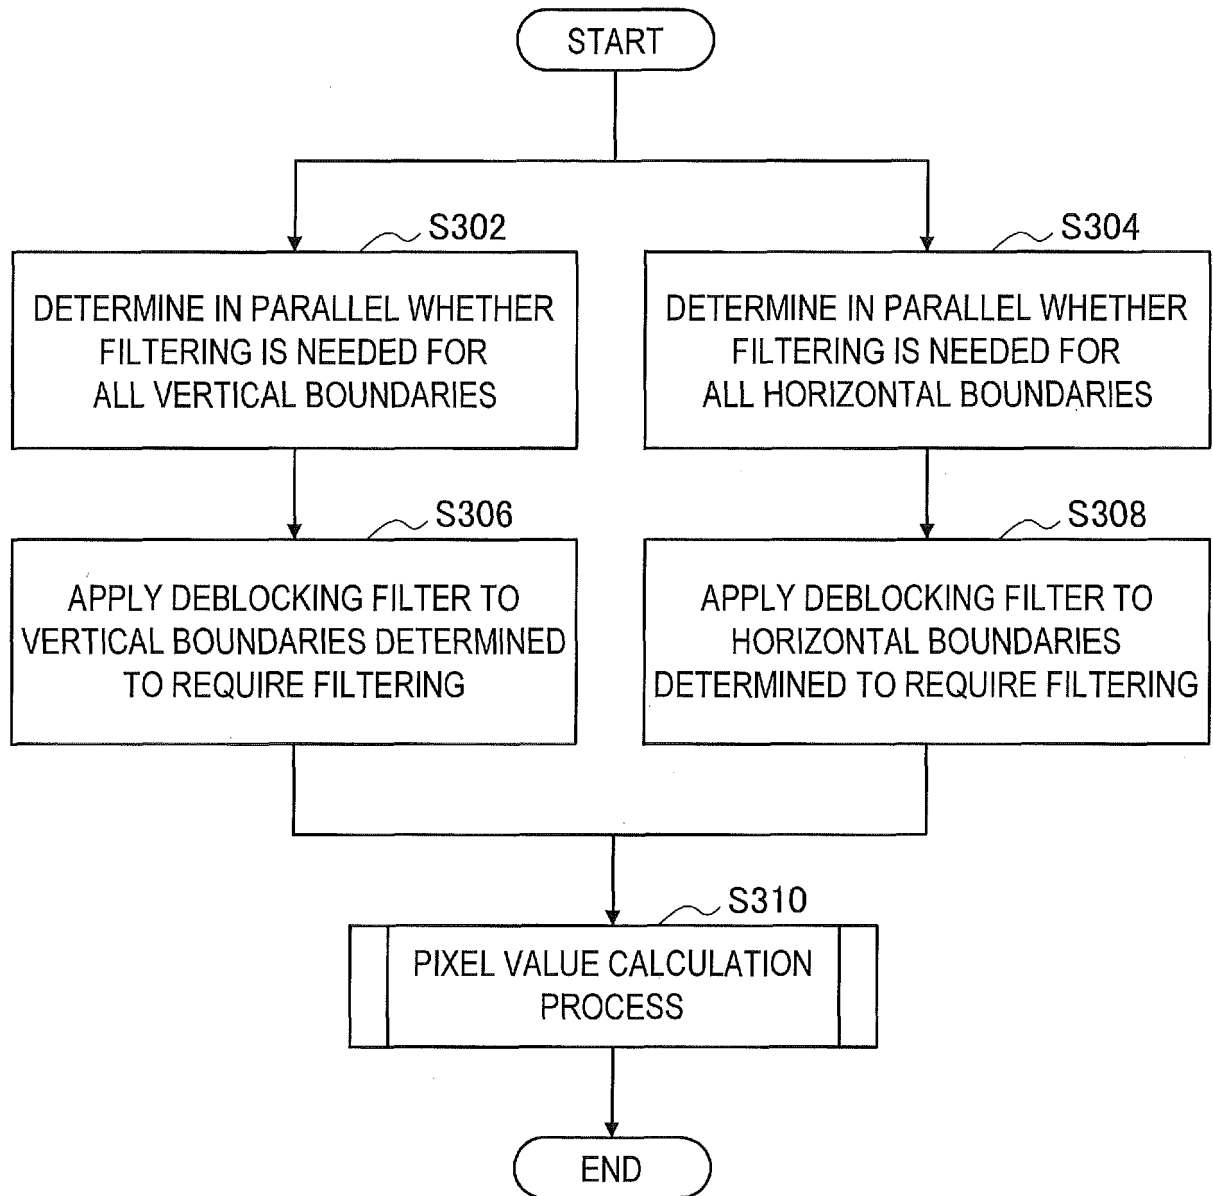 START
S302
DETERMINE IN PARALLEL WHETHER
FILTERING IS NEEDED FOR
ALL VERTICAL BOUNDARIES
S304
DETERMINE IN PARALLEL WHETHER
FILTERING IS NEEDED FOR
ALL HORIZONTAL BOUNDARIES
S306
APPLY DEBLOCKING FILTER TO
VERTICAL BOUNDARIES DETERMINED
TO REQUIRE FILTERING
S308
APPLY DEBLOCKING FILTER TO
HORIZONTAL BOUNDARIES
DETERMINED TO REQUIRE FILTERING
S310
PIXEL VALUE CALCULATION
PROCESS
END